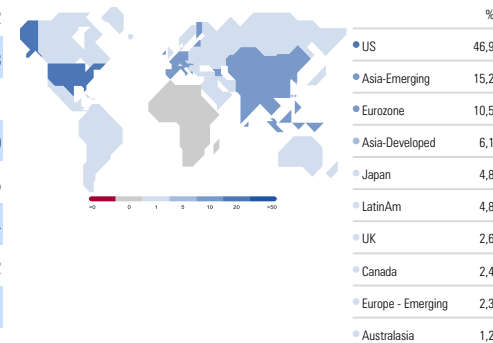 %
US 46,9
Asia-Emerging 15,2
Eurozone 10,5
Asia-Developed 6,1
Japan 4,8
LatinAm 4,8
UK 2,6
Canada 2,4
Europe - Emerging 2,3
Australasia 1,2
<0 0 1 5 10 20 >50